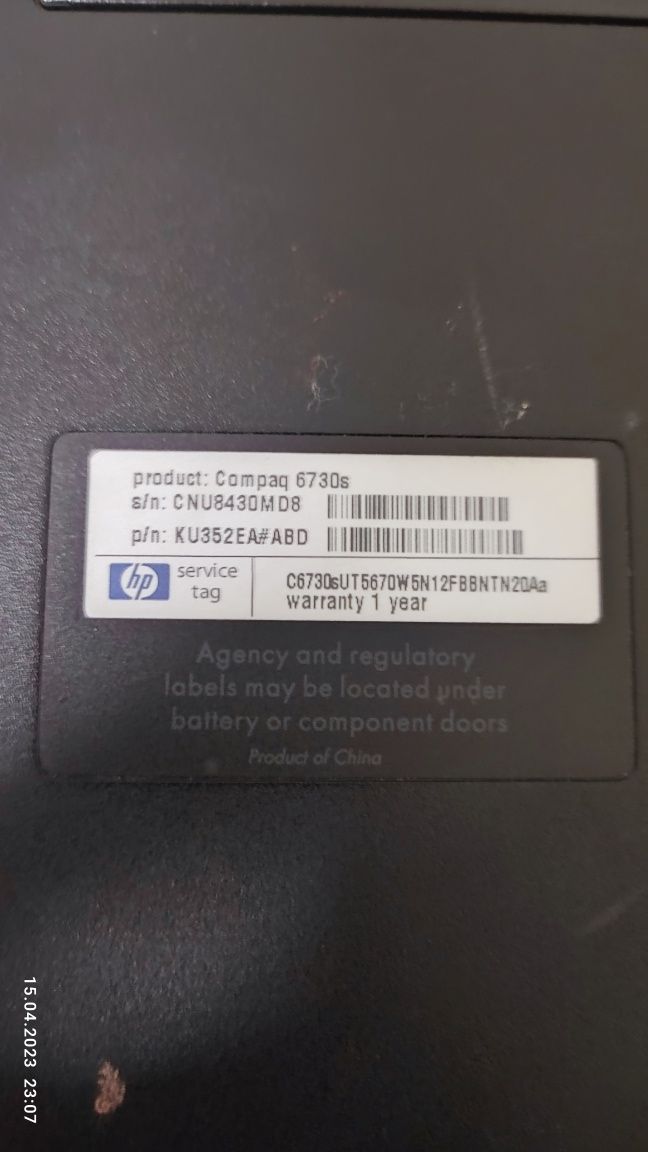 product: Compaq 6730s
s/n: CNU8430MD8
p/n: KU352EA#ABD
hp
service
tag
C6730sUT5670W5N12FBBNTN20Aa
warranty 1 year
Agency and regulatory
labels may be located under
battery or component doors
Product of China
15.04.2023 23:07